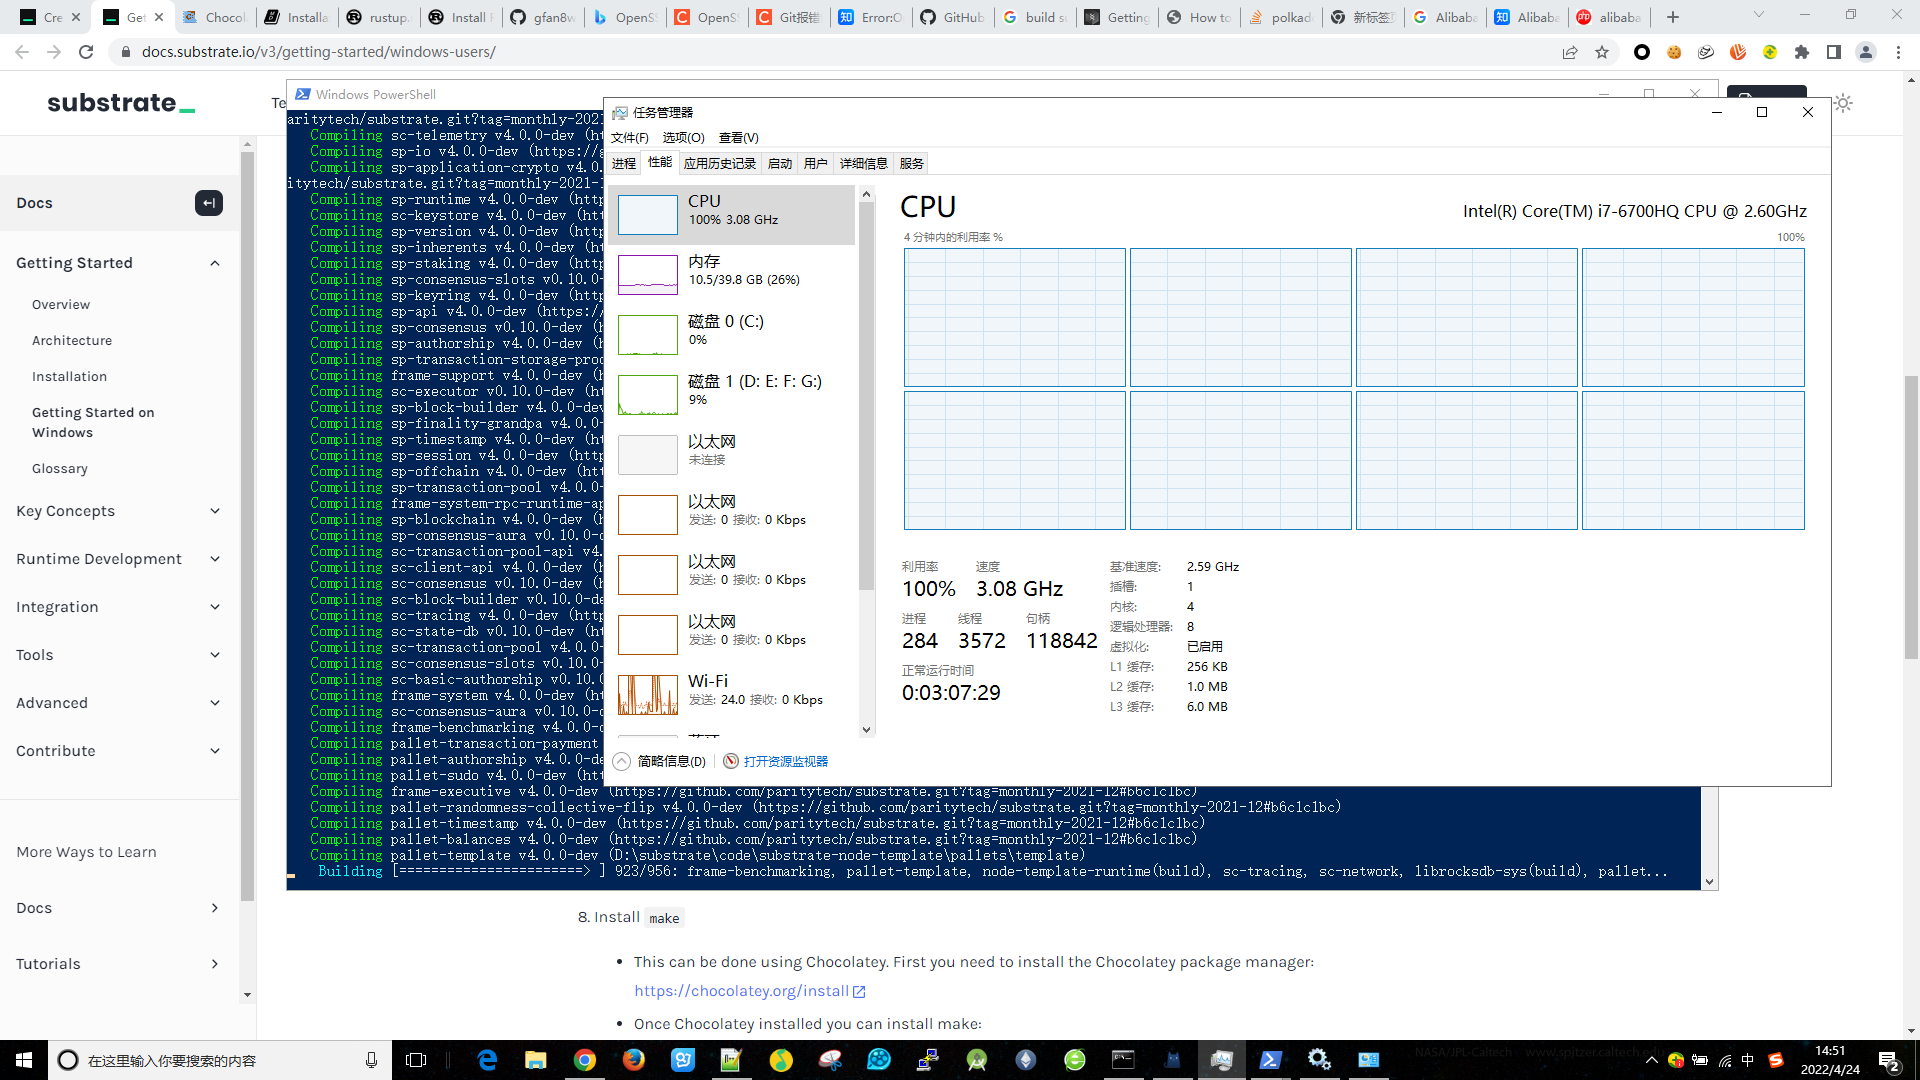 Cre
Get
Chocol
Installa
rustup.
Install F
gfan8w
OpenS
OpenS
Git报错
Error:O
GitHub
build su
Getting
How to
polkad
新标签页
Alibaba
Alibaba
alibaba
docs.substrate.io/v3/getting-started/windows-users/
substrate_
Te
Docs
Getting Started
Overview
Architecture
Installation
Getting Started on
Windows
Glossary
Key Concepts
Runtime Development
Integration
Tools
Advanced
Contribute
More Ways to Learn
Docs
Tutorials
Windows PowerShell
aritytech/substrate.git?tag=monthly-202
Compiling sc-telemetry v4.0.0-dev (ht
Compiling sp-io v4.0.0-dev (https://g
Compiling sp-application-crypto v4.0.
itytech/substrate.git?tag=monthly-2021-1
Compiling sp-runtime v4.0.0-dev (http
Compiling sc-keystore v4.0.0-dev (htt
Compiling sp-version v4.0.0-dev (http
Compiling sp-inherents v4.0.0-dev (ht
Compiling sp-staking v4.0.0-dev (http
Compiling sp-consensus-slots v0.10.0-
Compiling sp-keyring v4.0.0-dev (http
Compiling sp-api v4.0.0-dev (https://
Compiling sp-consensus v0.10.0-dev (h
Compiling sp-authorship v4.0.0-dev (h
Compiling sp-transaction-storage-proo
Compiling frame-support v4.0.0-dev (h
Compiling sc-executor v0.10.0-dev (ht
Compiling sp-block-builder v4.0.0-dev
Compiling sp-finality-grandpa v4.0.0-
Compiling sp-timestamp v4.0.0-dev (ht
Compiling sp-session v4.0.0-dev (http
Compiling sp-offchain v4.0.0-dev (htt
Compiling sp-transaction-pool v4.0.0-
Compiling frame-system-rpc-runtime-ap
Compiling sp-blockchain v4.0.0-dev (h
Compiling sp-consensus-aura v0.10.0-d
Compiling sc-transaction-pool-api v4.
Compiling sc-client-api v4.0.0-dev (h
Compiling sc-consensus v0.10.0-dev (h
Compiling sc-block-builder v0.10.0-de
Compiling sc-tracing v4.0.0-dev (http
Compiling sc-state-db v0.10.0-dev (ht
Compiling sc-transaction-pool v4.0.0-
Compiling sc-consensus-slots v0.10.0-
Compiling sc-basic-authorship v0.10.0
Compiling frame-system v4.0.0-dev (ht
Compiling sc-consensus-aura v0.10.0-d
Compiling frame-benchmarking v4.0.0-d
Compiling pallet-transaction-payment
Compiling pallet-authorship v4.0.0-de
Compiling pallet-sudo v4.0.0-dev (htt
Compiling frame-executive v4.0.0-dev (https://github.com/paritytech/substrate.git?tag=monthly-2021-12#b6c1c1bc)
Compiling pallet-randomness-collective-flip v4.0.0-dev (https://github.com/paritytech/substrate.git?tag=monthly-2021-12#b6c1c1bc)
Compiling pallet-timestamp v4.0.0-dev (https://github.com/paritytech/substrate.git?tag=monthly-2021-12#b6c1c1bc)
Compiling pallet-balances v4.0.0-dev (https://github.com/paritytech/substrate.git?tag=monthly-2021-12#b6c1c1bc)
Compiling pallet-template v4.0.0-dev (D:\substrate\code\substrate-node-template\pallets\template)
Building [=======================> ] 923/956: frame-benchmarking, pallet-template, node-template-runtime(build), sc-tracing, sc-network, librocksdb-sys(build), pallet...
任务管理器
文件(F) 选项(O) 查看(V)
进程 性能 应用历史记录 启动 用户 详细信息 服务
CPU
100% 3.08 GHz
内存
10.5/39.8 GB (26%)
磁盘 0 (C:)
0%
磁盘 1 (D: E: F: G:)
9%
以太网
未连接
以太网
发送: 0 接收: 0 Kbps
以太网
发送: 0 接收: 0 Kbps
以太网
发送: 0 接收: 0 Kbps
Wi-Fi
发送: 24.0 接收: 0 Kbps
CPU
Intel(R) Core(TM) i7-6700HQ CPU @ 2.60GHz
4 分钟内的利用率 %
100%
利用率 速度
100% 3.08 GHz
进程 线程 句柄
284 3572 118842
正常运行时间
0:03:07:29
基准速度: 2.59 GHz
插槽: 1
内核: 4
逻辑处理器: 8
虚拟化: 已启用
L1 缓存: 256 KB
L2 缓存: 1.0 MB
L3 缓存: 6.0 MB
简略信息(D)
打开资源监视器
8. Install make
• This can be done using Chocolatey. First you need to install the Chocolatey package manager:
https://chocolatey.org/install
• Once Chocolatey installed you can install make:
在这里输入你要搜索的内容
NASA/JPL-Caltech
中
14:51
2022/4/24
2